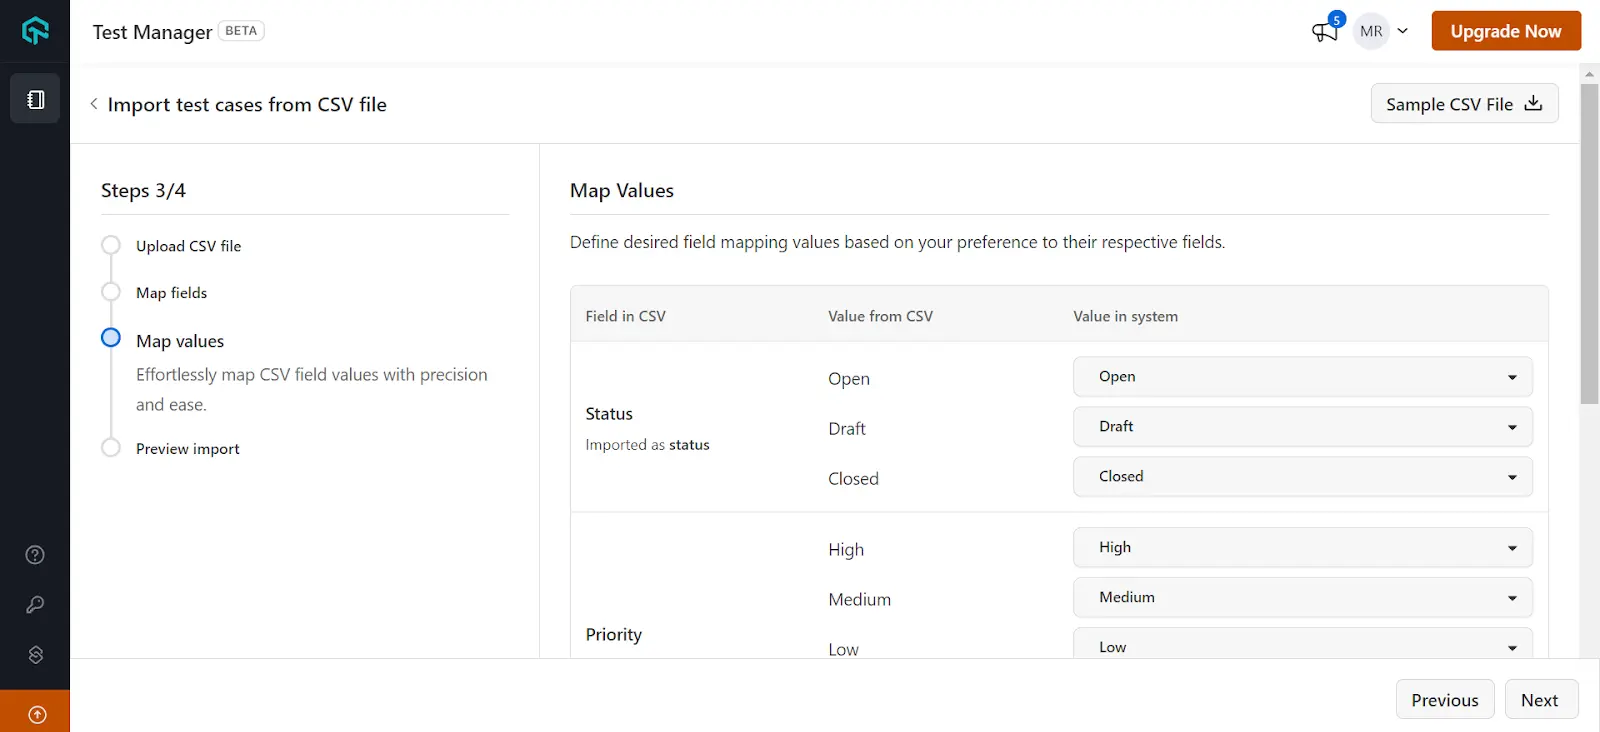 Test Manager BETA
5
MR
Upgrade Now
Import test cases from CSV file
Sample CSV File
Steps 3/4
Upload CSV file
Map fields
Map values
Effortlessly map CSV field values with precision
and ease.
Preview import
Map Values
Define desired field mapping values based on your preference to their respective fields.
Field in CSV Value from CSV Value in system
Status
Imported as status
Open Open
Draft Draft
Closed Closed
Priority
High High
Medium Medium
Low Low
Previous Next